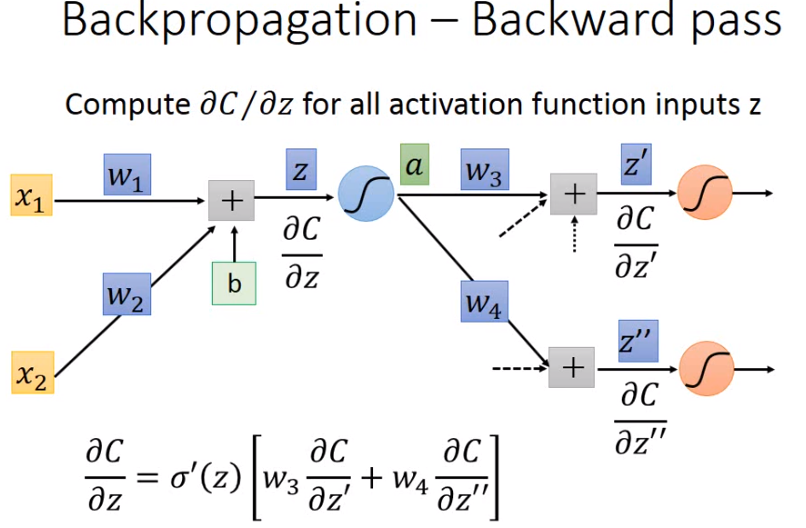 Backpropagation – Backward pass
Compute ∂C/∂z for all activation function inputs z
x₁ w₁ + z a w₃ + z′
∂C/∂z ∂C/∂z′
b
w₂ w₄
x₂ + z′′
∂C/∂z′′
∂C/∂z = σ′(z) [w₃ ∂C/∂z′ + w₄ ∂C/∂z′′]